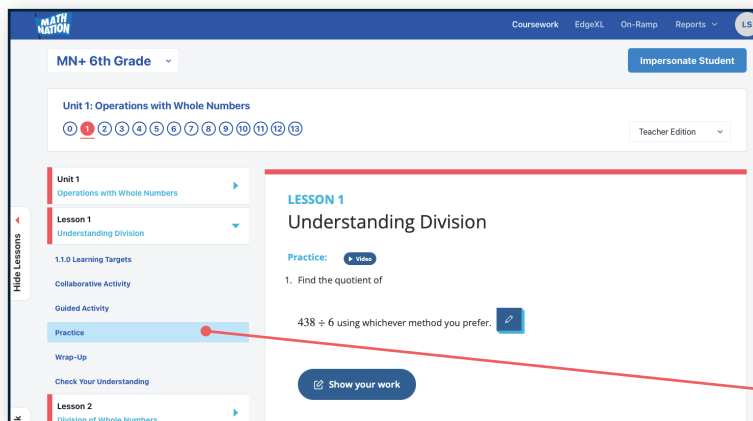 MATH
NATION
Coursework EdgeXL On-Ramp Reports LS
MN+ 6th Grade
Impersonate Student
Unit 1: Operations with Whole Numbers
0 1 2 3 4 5 6 7 8 9 10 11 12 13
Teacher Edition
Unit 1
Operations with Whole Numbers
Lesson 1
Understanding Division
1.1.0 Learning Targets
Collaborative Activity
Guided Activity
Practice
Wrap-Up
Check Your Understanding
Lesson 2
Division of Whole Numbers
Hide Lessons
LESSON 1
Understanding Division
Practice: Video
1. Find the quotient of
438 ÷ 6 using whichever method you prefer.
Show your work